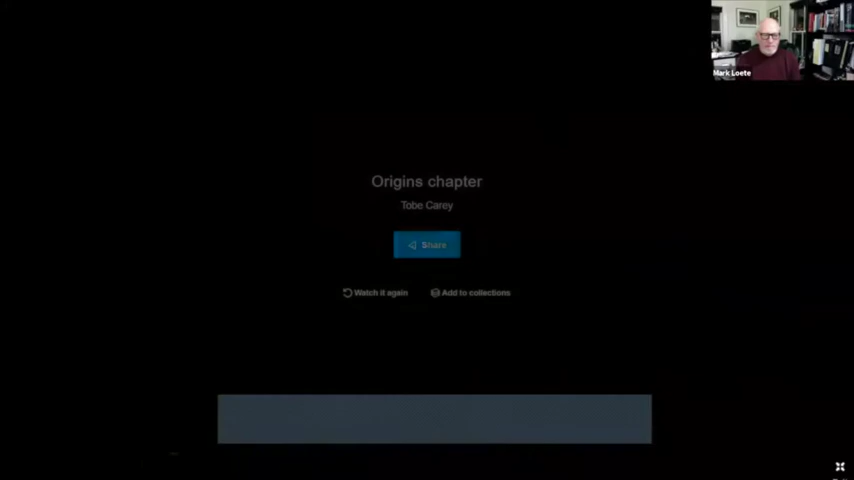 Mark Loete
Origins chapter
Tobe Carey
Share
Watch it again
Add to collections